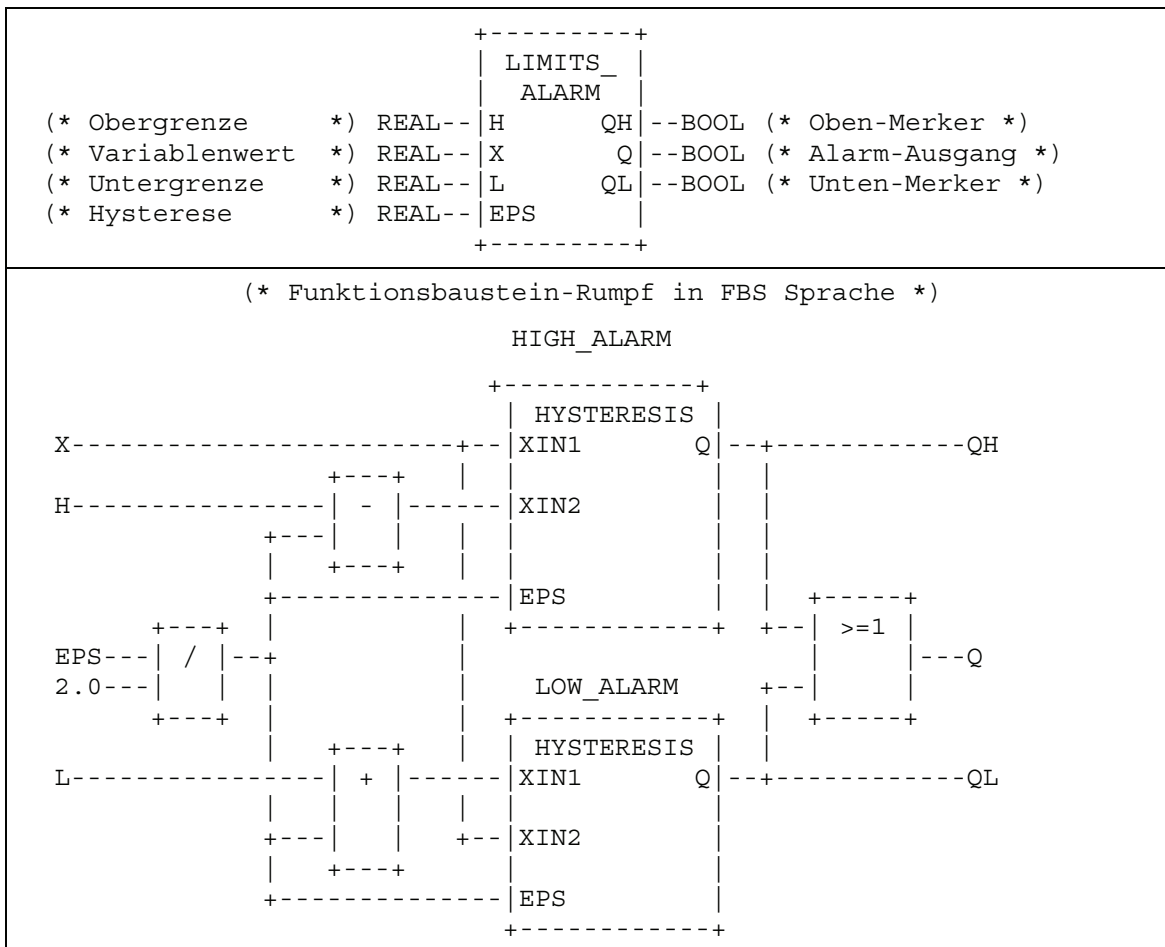 +---------+
| LIMITS_ |
| ALARM |
(* Obergrenze *) REAL--|H QH|--BOOL (* Oben-Merker *)
(* Variablenwert *) REAL--|X Q|--BOOL (* Alarm-Ausgang *)
(* Untergrenze *) REAL--|L QL|--BOOL (* Unten-Merker *)
(* Hysterese *) REAL--|EPS |
+---------+
(* Funktionsbaustein-Rumpf in FBS Sprache *)
HIGH_ALARM
+------------+
| HYSTERESIS |
X------------------------+--|XIN1 Q|--+------------QH
+---+ | | | |
H----------------| - |------|XIN2 | |
+---| | | | | |
| +---+ | | | |
+--------------|EPS | | +-----+
+---+ | | +------------+ +--| >=1 |
EPS---| / |--+ | | |---Q
2.0---| | | | LOW_ALARM +--| |
+---+ | | +------------+ | +-----+
| +---+ | | HYSTERESIS | |
L----------------| + |------|XIN1 Q|--+------------QL
| | | | | |
+---| | +--|XIN2 |
| +---+ | |
+--------------|EPS |
+------------+